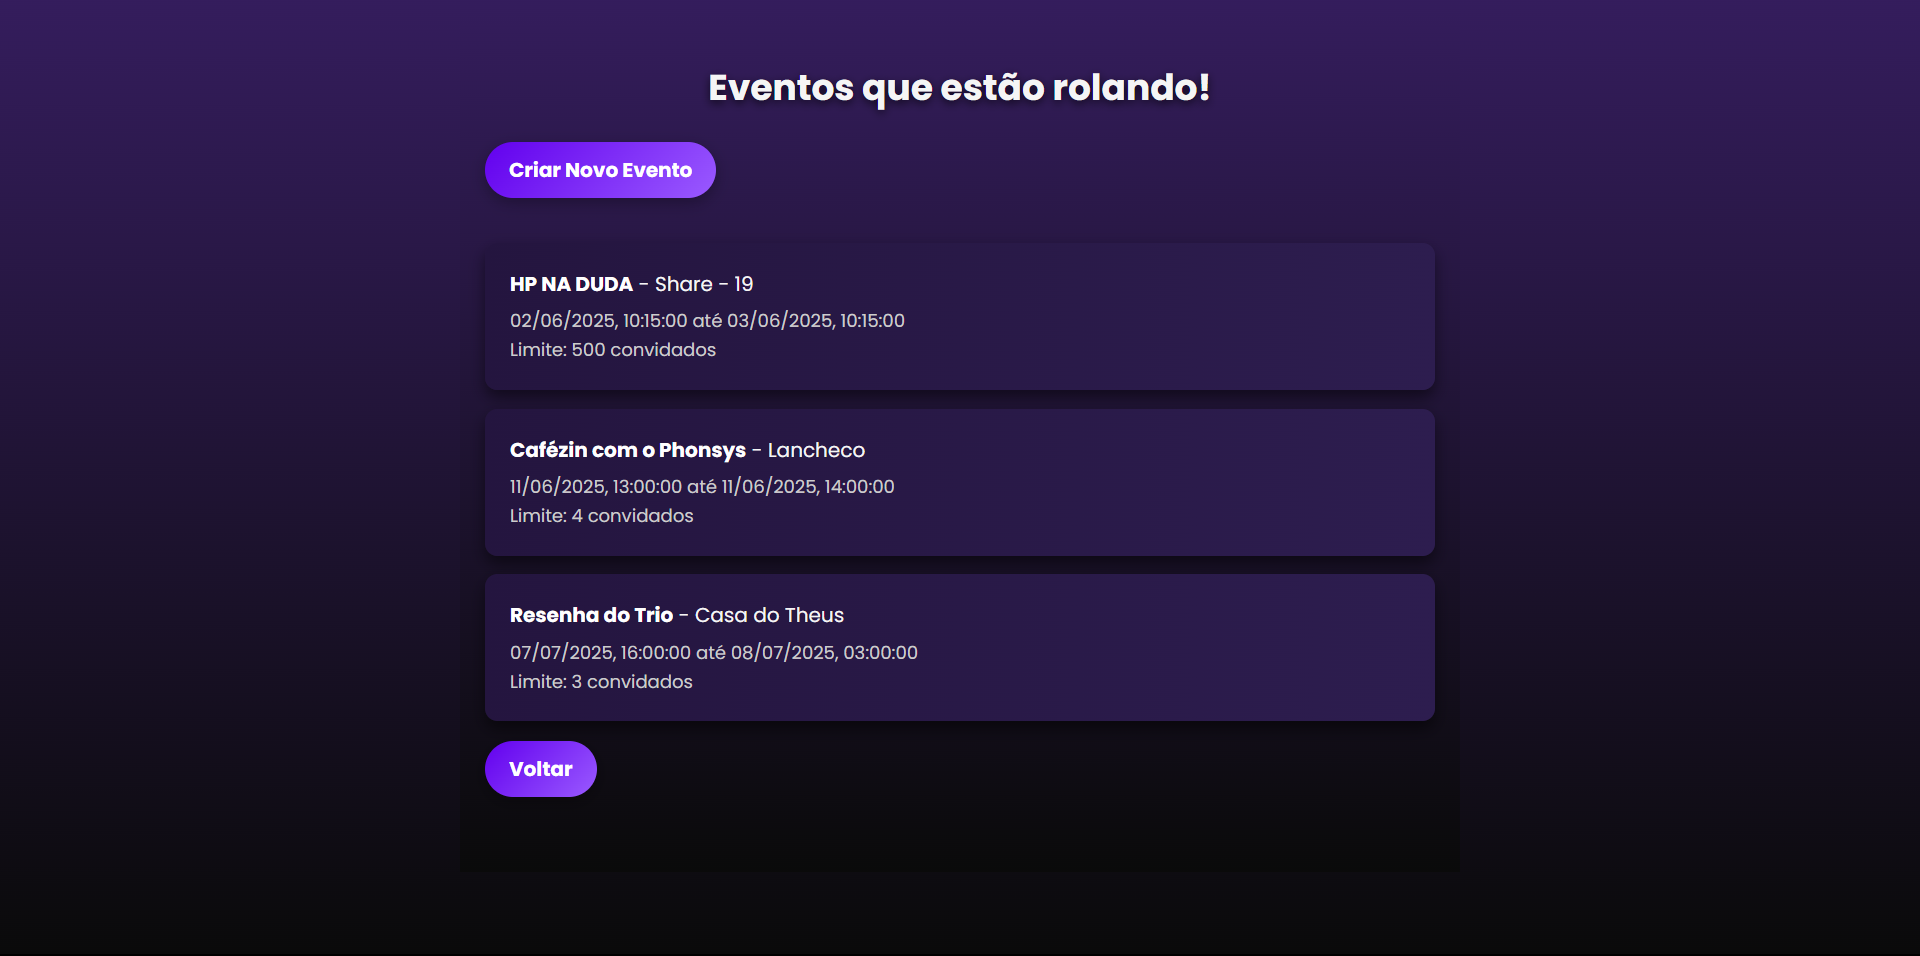 Eventos que estão rolando!
Criar Novo Evento
HP NA DUDA - Share - 19
02/06/2025, 10:15:00 até 03/06/2025, 10:15:00
Limite: 500 convidados
Cafézin com o Phonsys - Lancheco
11/06/2025, 13:00:00 até 11/06/2025, 14:00:00
Limite: 4 convidados
Resenha do Trio - Casa do Theus
07/07/2025, 16:00:00 até 08/07/2025, 03:00:00
Limite: 3 convidados
Voltar